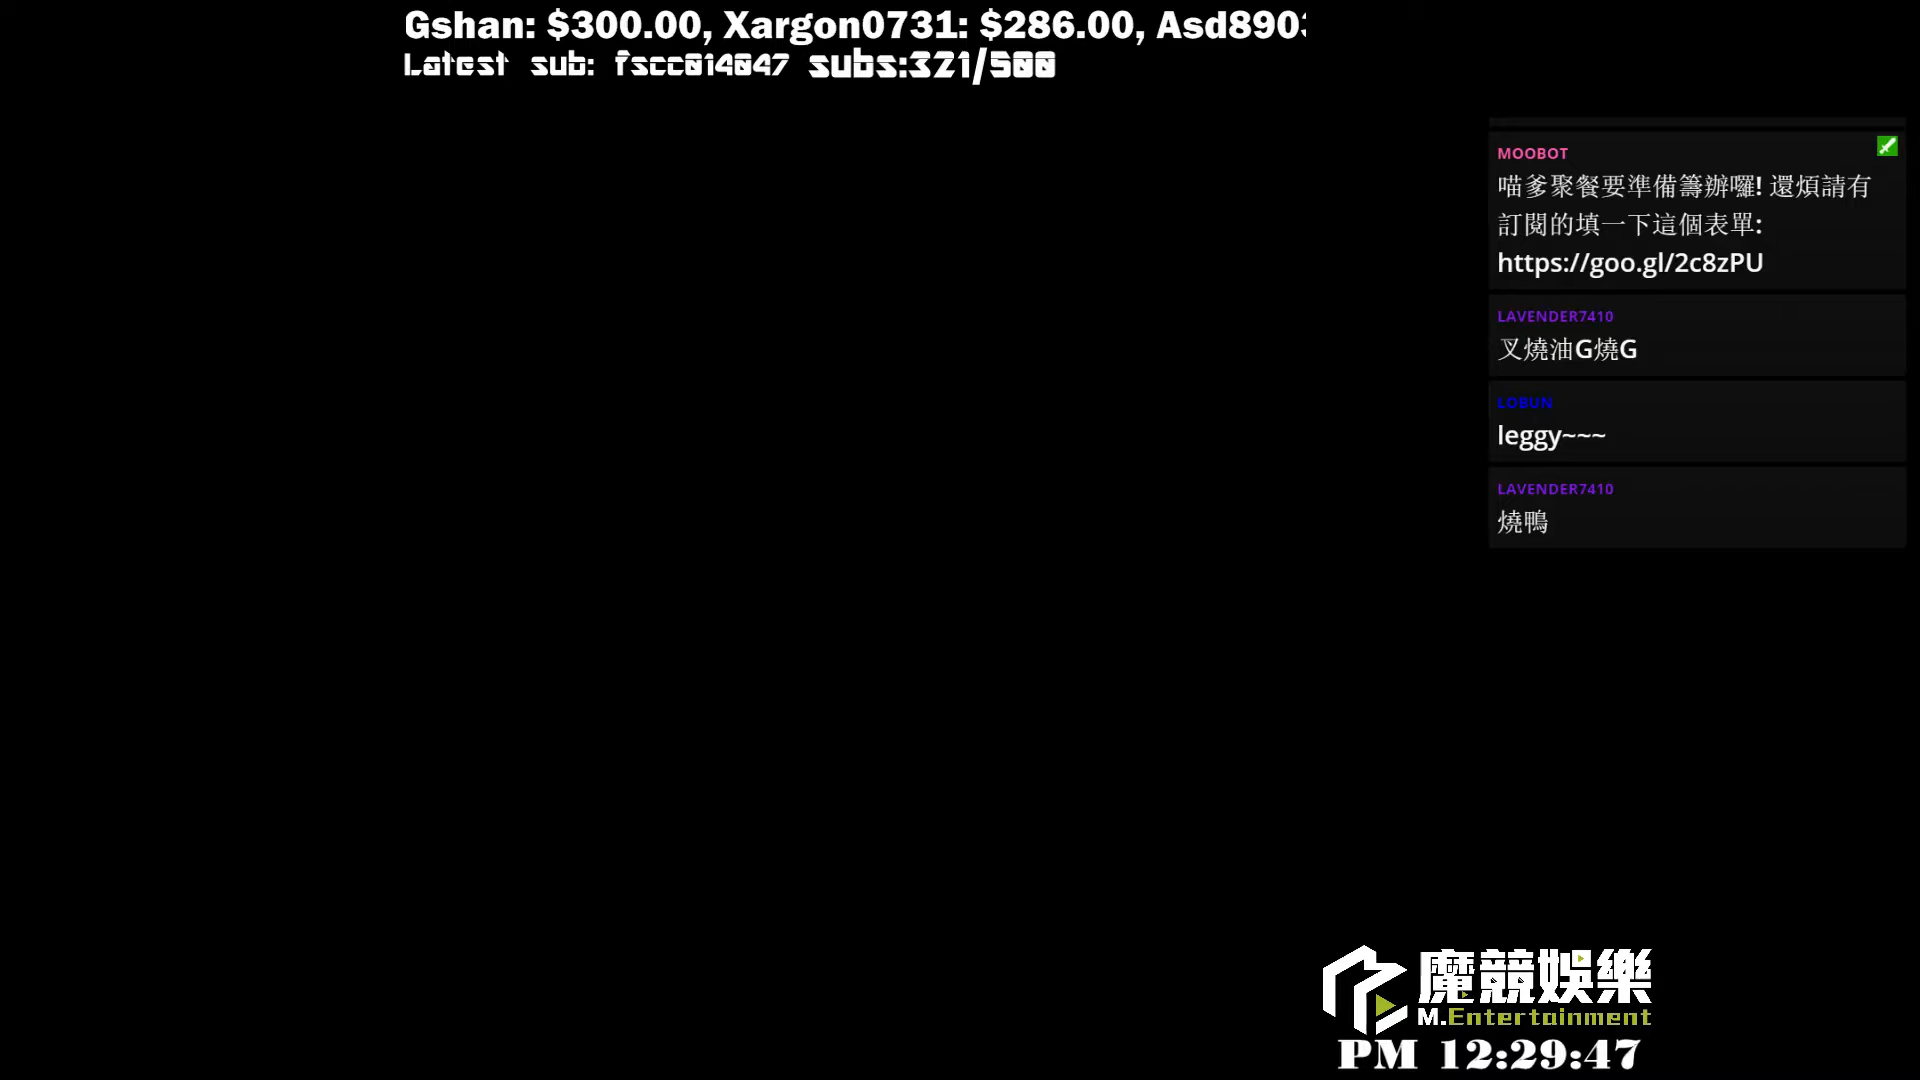 Gshan: $300.00, Xargon0731: $286.00, Asd890
Latest sub: fscc014047 subs:321/500
MOOBOT
喵爹聚餐要準備籌辦囉! 還煩請有
訂閱的填一下這個表單:
https://goo.gl/2c8zPU
LAVENDER7410
叉燒油G燒G
LOBUN
leggy~~~
LAVENDER7410
燒鴨
魔競娛樂
M.Entertainment
PM 12:29:47